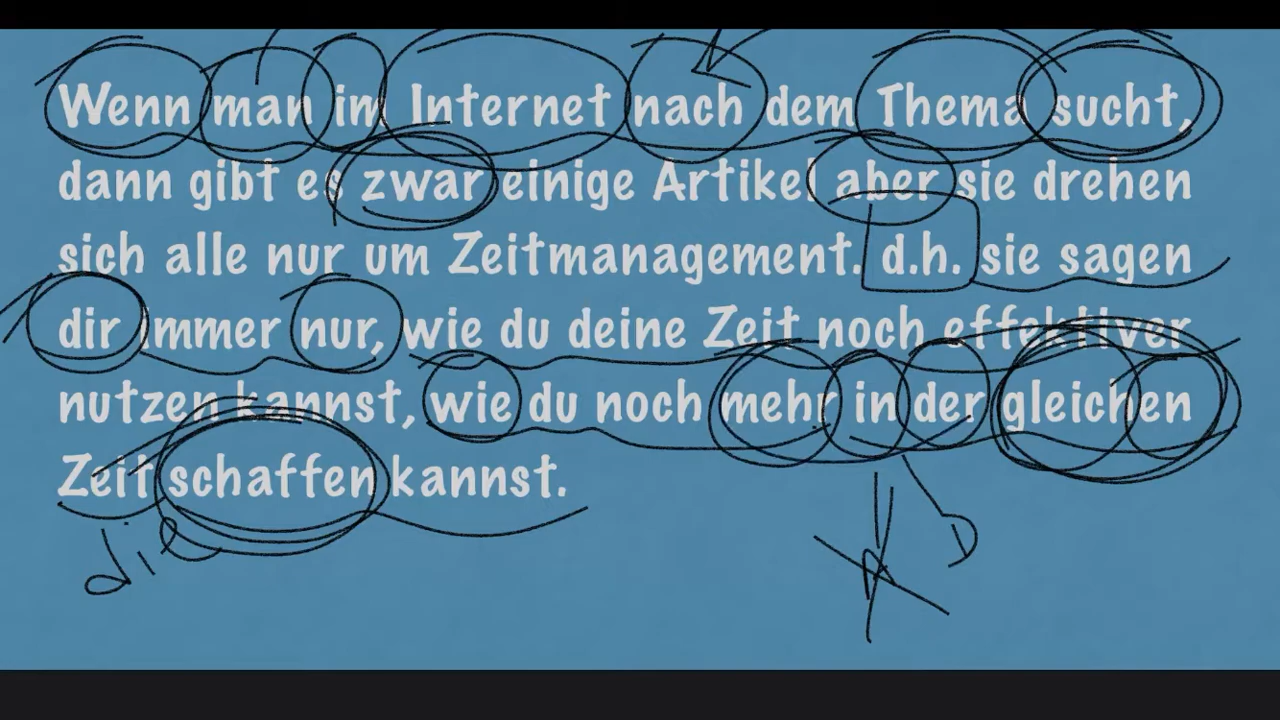 Wenn man im Internet nach dem Thema sucht,
dann gibt es zwar einige Artikel aber sie drehen
sich alle nur um Zeitmanagement. d.h. sie sagen
dir immer nur, wie du deine Zeit noch effektiver
nutzen kannst, wie du noch mehr in der gleichen
Zeit schaffen kannst.
die
D